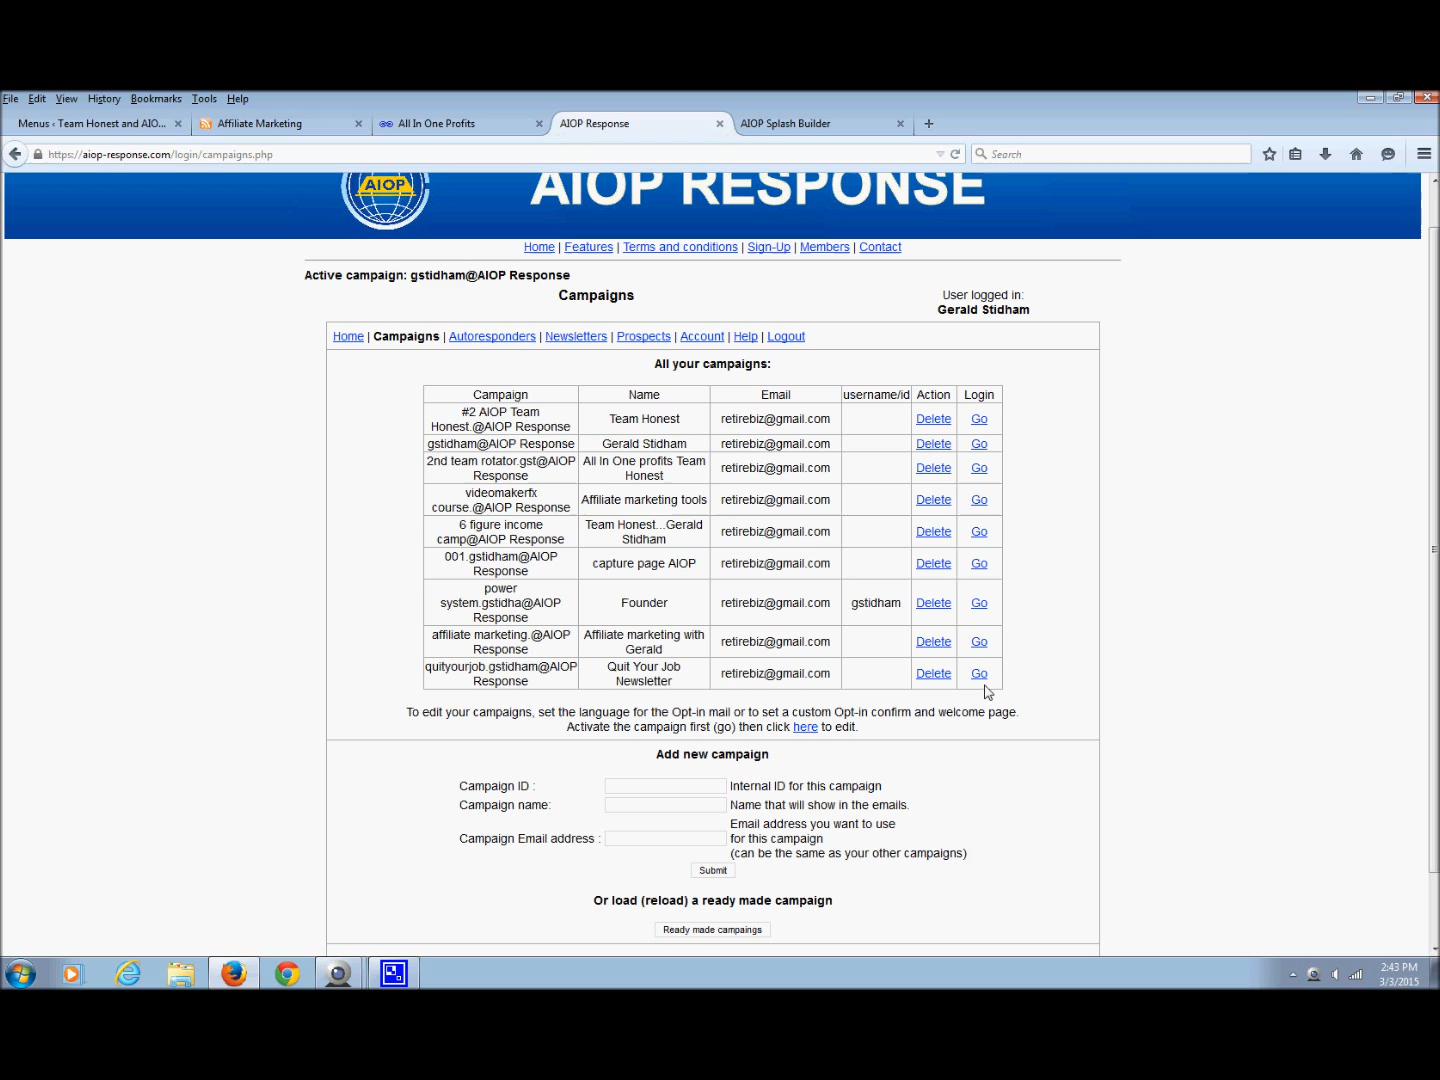 File Edit View History Bookmarks Tools Help
Menus ‹ Team Honest and AIO... Affiliate Marketing All In One Profits AIOP Response AIOP Splash Builder
https://aiop-response.com/login/campaigns.php Search
AIOP AIOP RESPONSE
Home | Features | Terms and conditions | Sign-Up | Members | Contact
Active campaign: gstidham@AIOP Response
Campaigns User logged in:
Gerald Stidham
Home | Campaigns | Autoresponders | Newsletters | Prospects | Account | Help | Logout
All your campaigns:
Campaign Name Email username/id Action Login
#2 AIOP Team
Honest.@AIOP Response Team Honest retirebiz@gmail.com Delete Go
gstidham@AIOP Response Gerald Stidham retirebiz@gmail.com Delete Go
2nd team rotator.gst@AIOP All In One profits Team
Response Honest retirebiz@gmail.com Delete Go
videomakerfx
course.@AIOP Response Affiliate marketing tools retirebiz@gmail.com Delete Go
6 figure income Team Honest...Gerald
camp@AIOP Response Stidham retirebiz@gmail.com Delete Go
001.gstidham@AIOP
Response capture page AIOP retirebiz@gmail.com Delete Go
power
system.gstidha@AIOP Founder retirebiz@gmail.com gstidham Delete Go
Response
affiliate marketing.@AIOP Affiliate marketing with
Response Gerald retirebiz@gmail.com Delete Go
quityourjob.gstidham@AIOP Quit Your Job
Response Newsletter retirebiz@gmail.com Delete Go
To edit your campaigns, set the language for the Opt-in mail or to set a custom Opt-in confirm and welcome page.
Activate the campaign first (go) then click here to edit.
Add new campaign
Campaign ID : Internal ID for this campaign
Campaign name: Name that will show in the emails.
Email address you want to use
Campaign Email address : for this campaign
(can be the same as your other campaigns)
Submit
Or load (reload) a ready made campaign
Ready made campaings
2:43 PM
3/3/2015